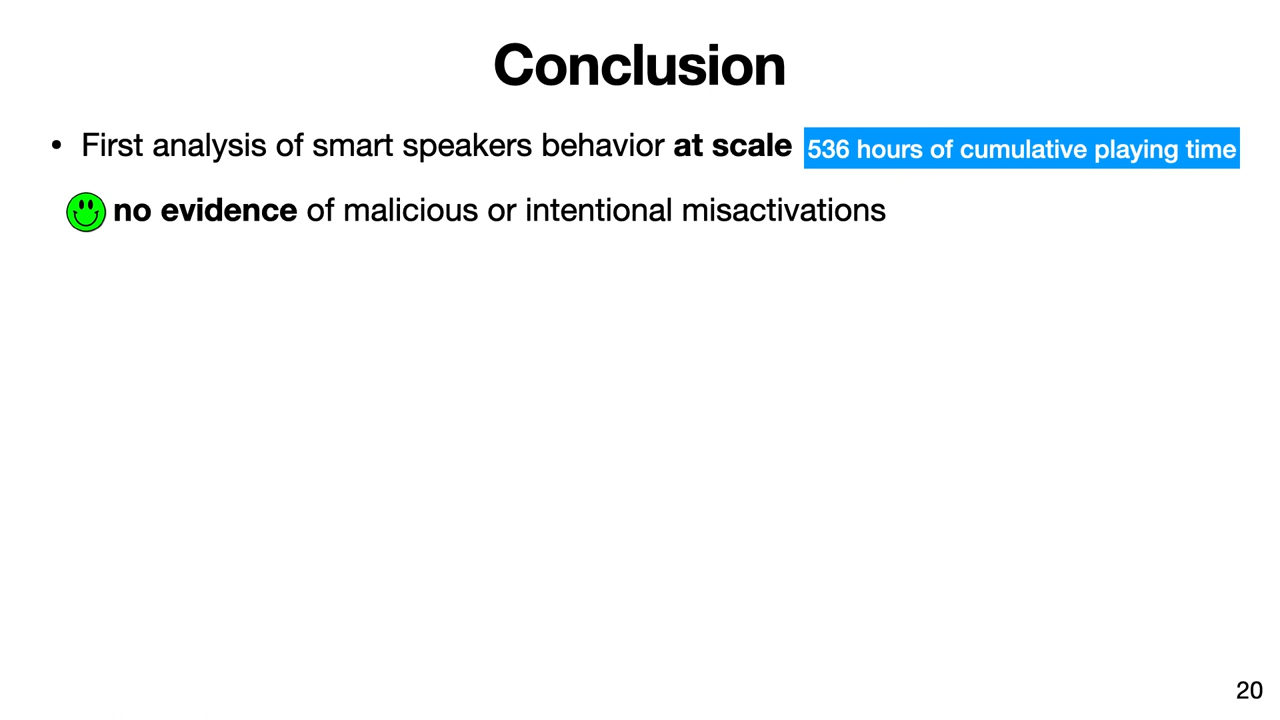 Conclusion
• First analysis of smart speakers behavior at scale 536 hours of cumulative playing time
no evidence of malicious or intentional misactivations
20